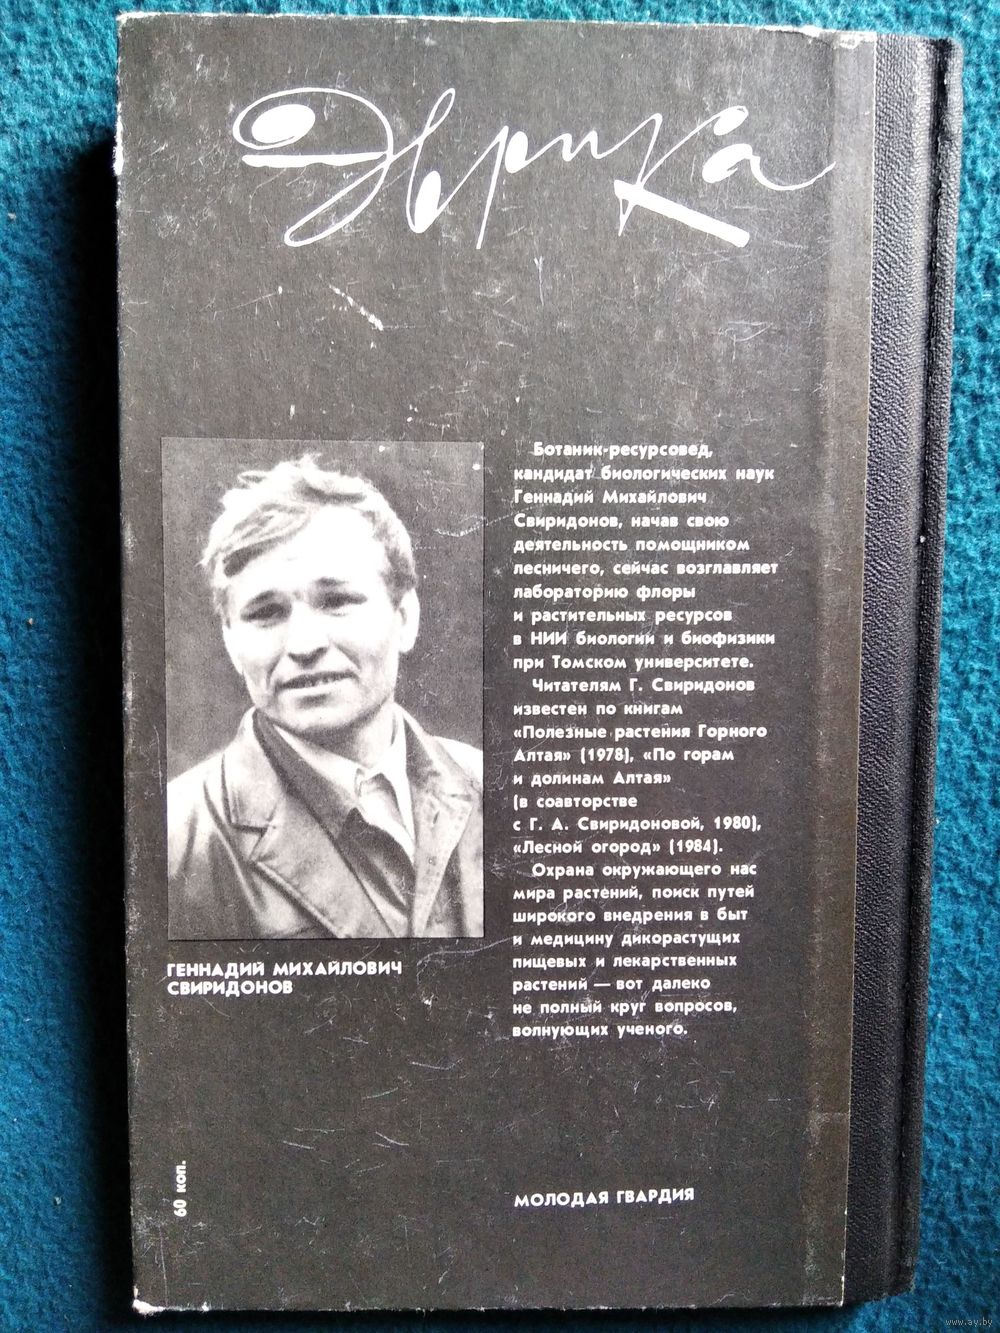 Эврика
Ботаник-ресурсовед,
кандидат биологических наук
Геннадий Михайлович
Свиридонов, начав свою
деятельность помощником
лесничего, сейчас возглавляет
лабораторию флоры
и растительных ресурсов
в НИИ биологии и биофизики
при Томском университете.
Читателям Г. Свиридонов
известен по книгам
«Полезные растения Горного
Алтая» (1978), «По горам
и долинам Алтая»
(в соавторстве
с Г. А. Свиридоновой, 1980),
«Лесной огород» (1984).
Охрана окружающего нас
мира растений, поиск путей
широкого внедрения в быт
и медицину дикорастущих
пищевых и лекарственных
растений — вот далеко
не полный круг вопросов,
волнующих ученого.
ГЕННАДИЙ МИХАЙЛОВИЧ
СВИРИДОНОВ
60 коп.
МОЛОДАЯ ГВАРДИЯ
www.ay.by